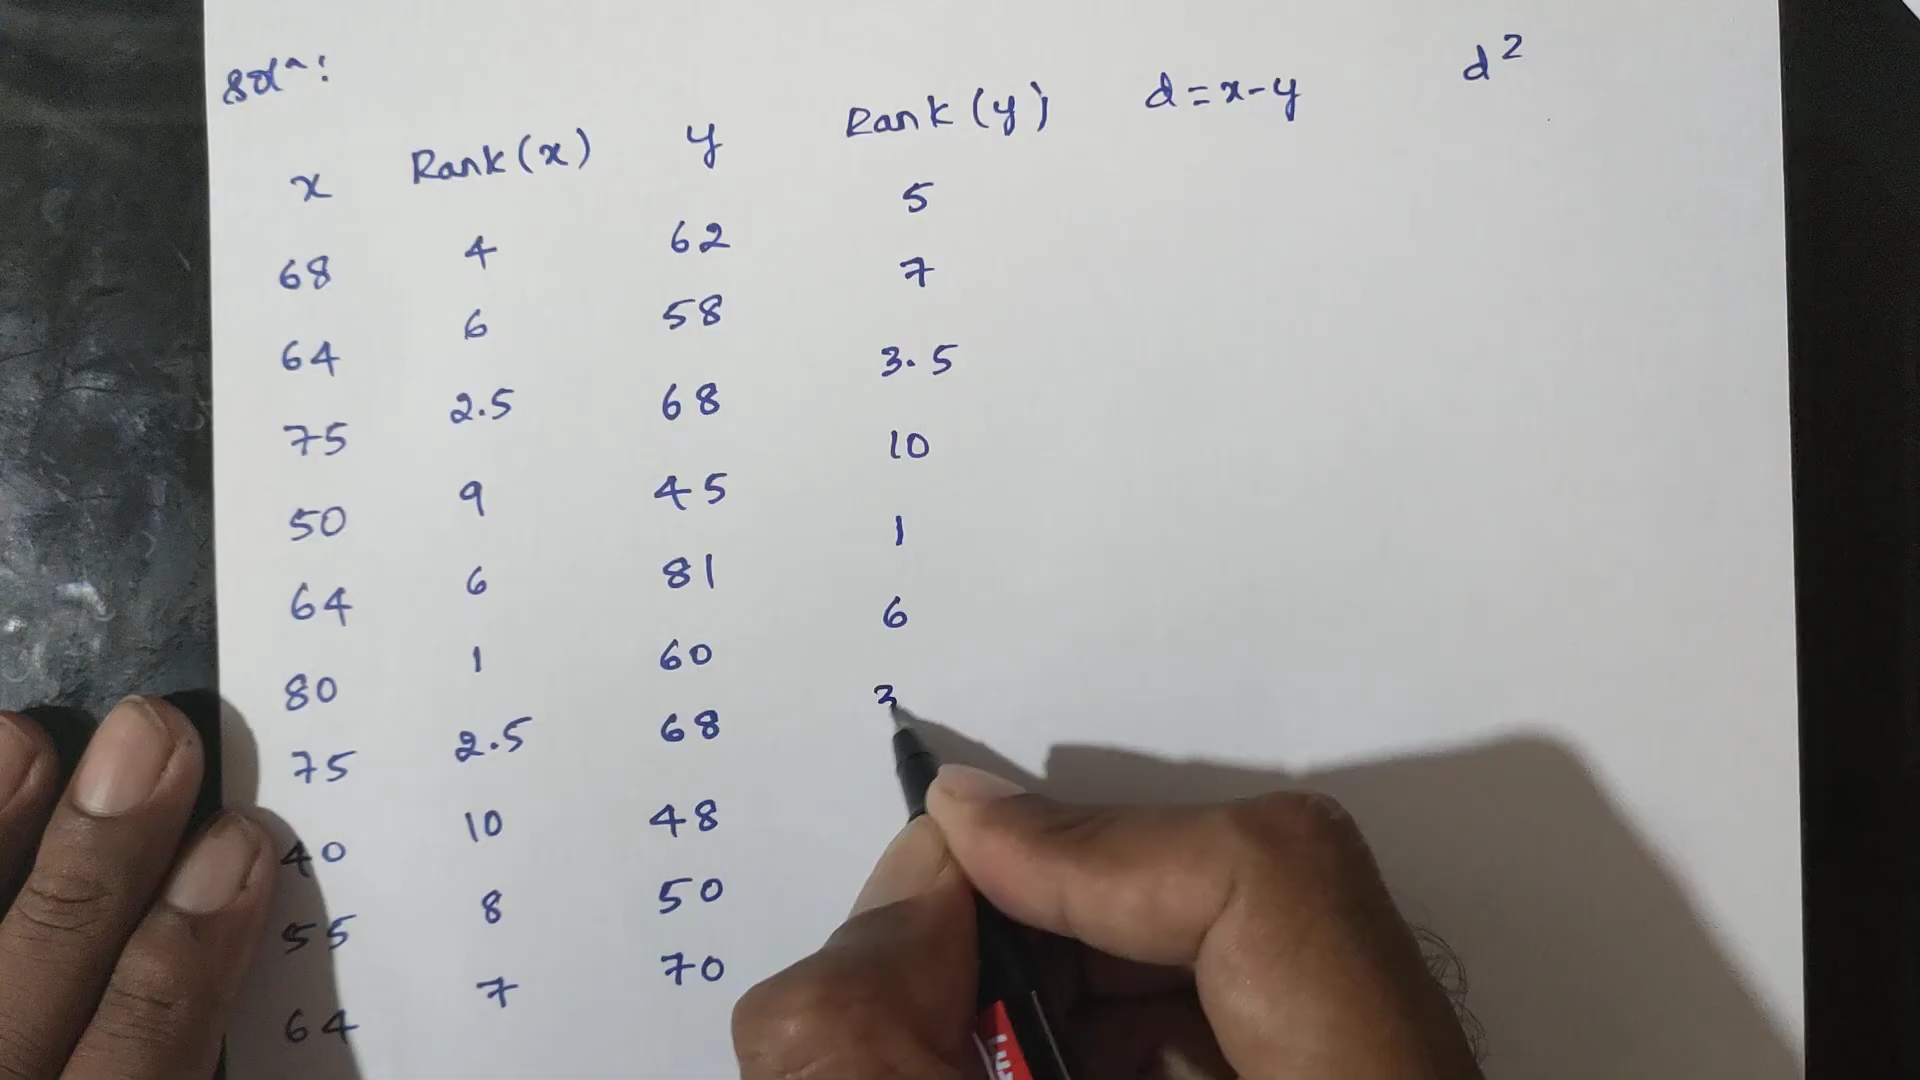 Solⁿ:
x Rank(x) y Rank(y) d=x-y d²
68 4 62 5
64 6 58 7
75 2.5 68 3.5
50 9 45 10
64 6 81 1
80 1 60 6
75 2.5 68 3
40 10 48
55 8 50
64 7 70